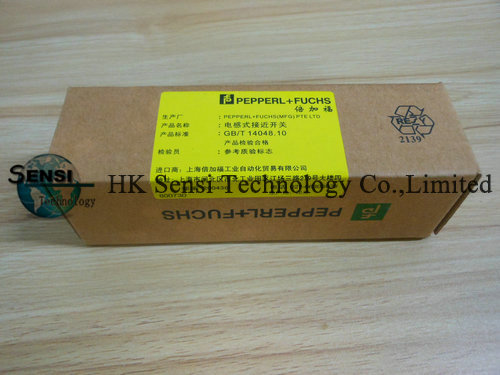 PEPPERL+FUCHS
倍加福
生产厂 : PEPPERL+FUCHS(MFG) PTE LTD
产品名称 : 电感式接近开关
产品标准 : GB/T 14048.10
产品检验合格
检验员 : 参考质检标志
进口商 : 上海倍加福工业自动化贸易有限公司
RESY
2139
SENSI
Technology
HK Sensi Technology Co.,Limited
PEPPERL+FUCHS